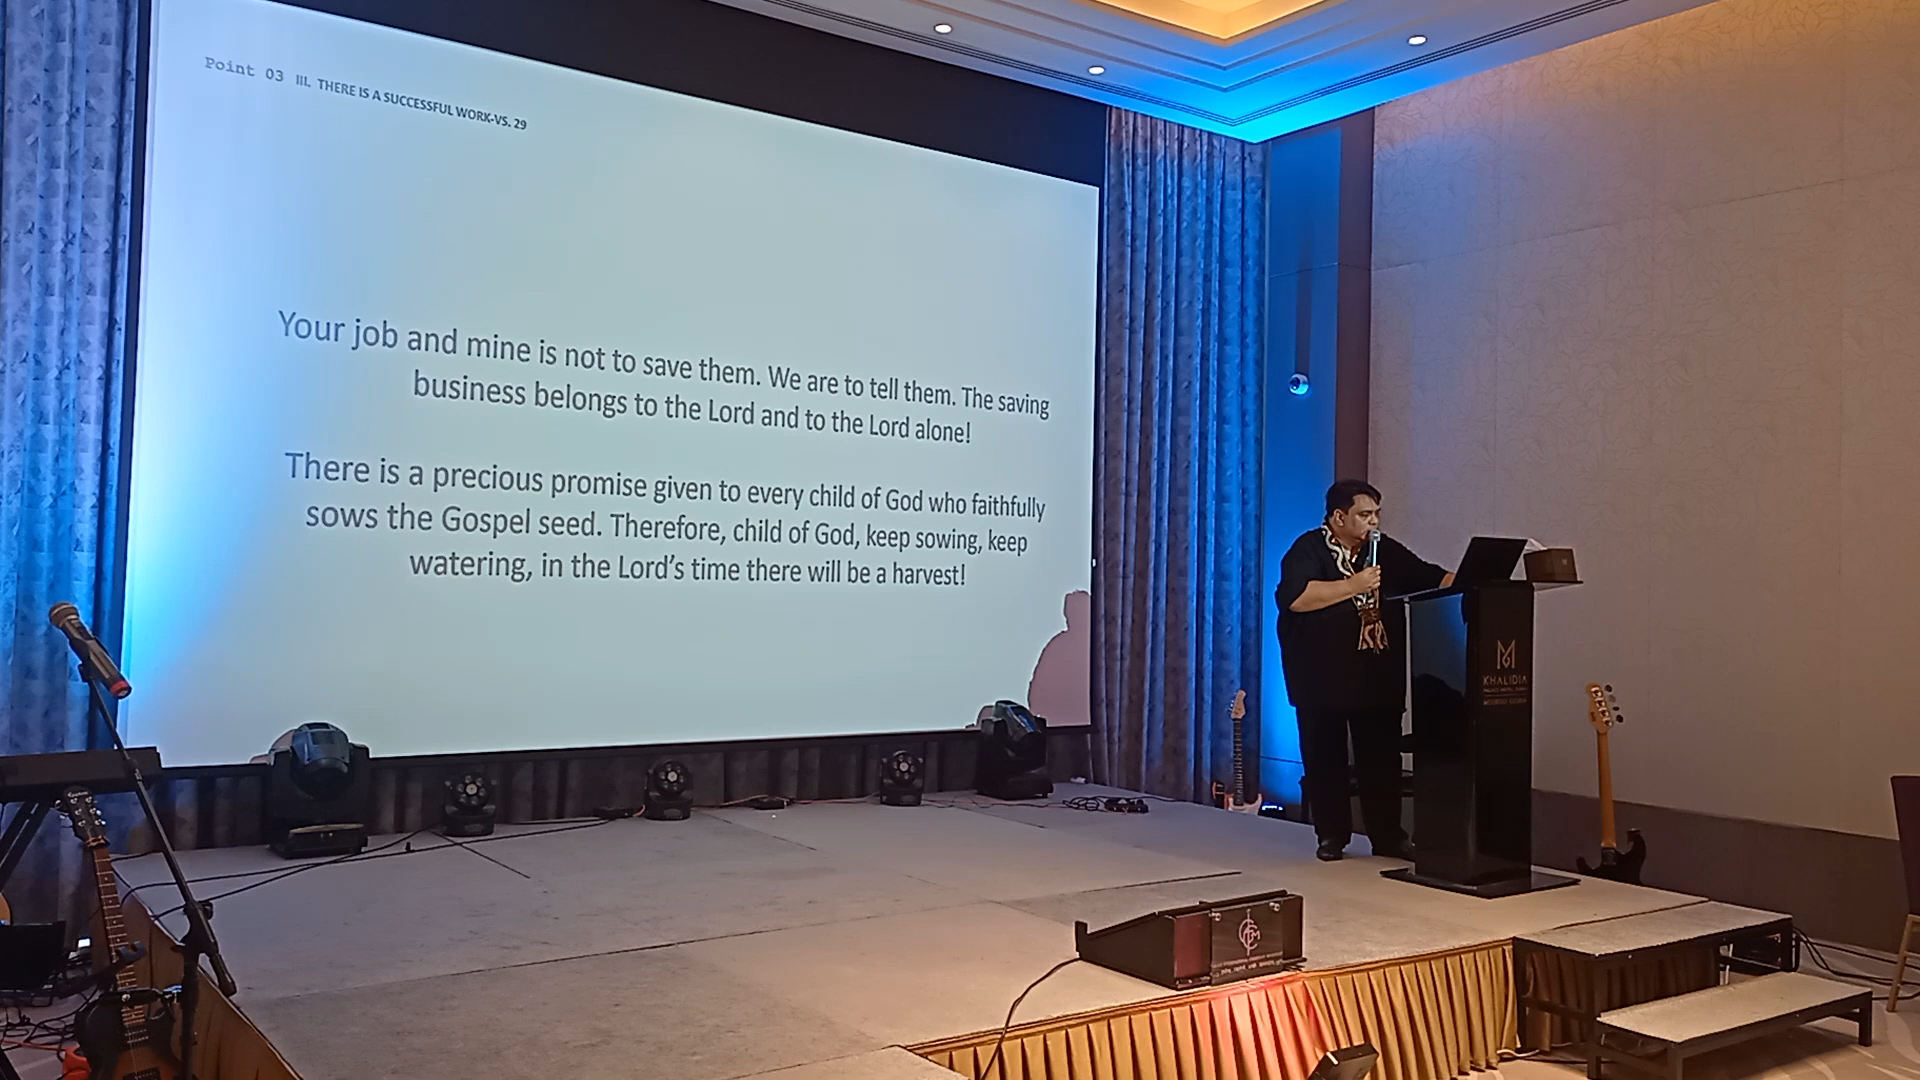 Point 03 III. THERE IS A SUCCESSFUL WORK-VS. 29
Your job and mine is not to save them. We are to tell them. The saving
business belongs to the Lord and to the Lord alone!
There is a precious promise given to every child of God who faithfully
sows the Gospel seed. Therefore, child of God, keep sowing, keep
watering, in the Lord’s time there will be a harvest!
KHALIDIA